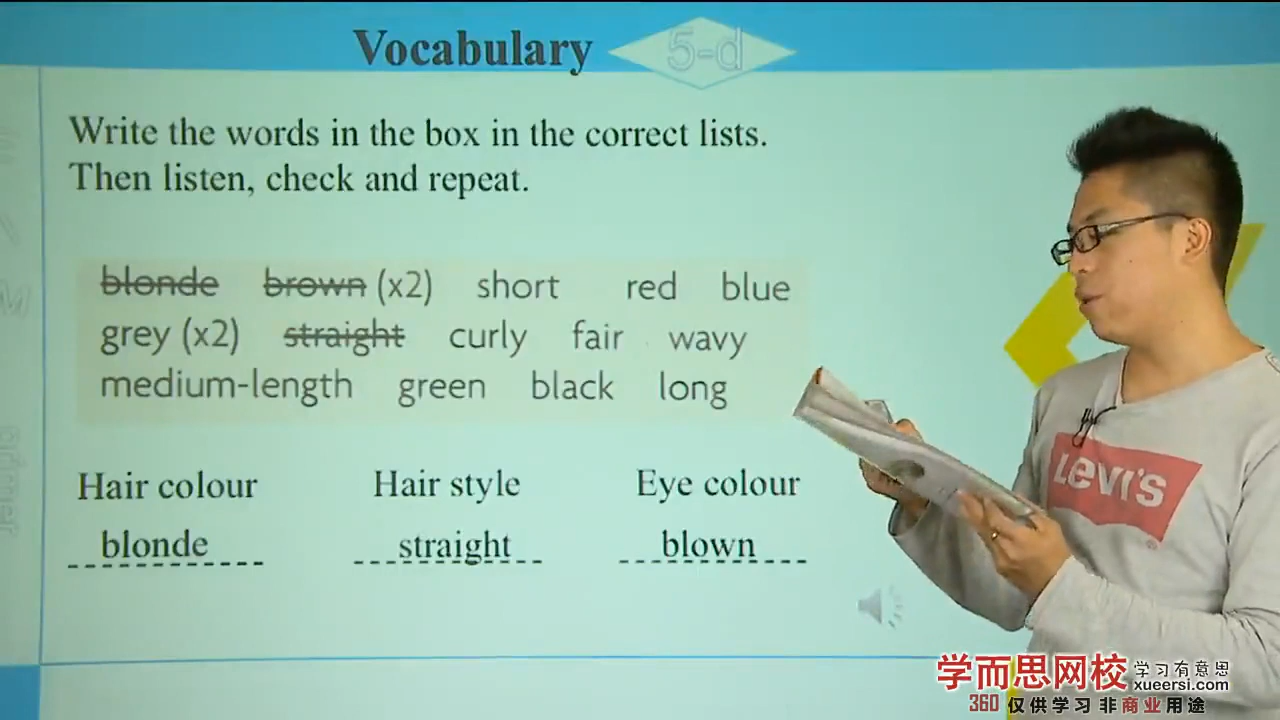 Vocabulary 5-d
Write the words in the box in the correct lists.
Then listen, check and repeat.
blonde brown (x2) short red blue
grey (x2) straight curly fair wavy
medium-length green black long
Hair colour Hair style Eye colour
blonde straight blown
LEVI'S
学而思网校 学习有意思
xueersi.com
360 仅供学习 非商业用途